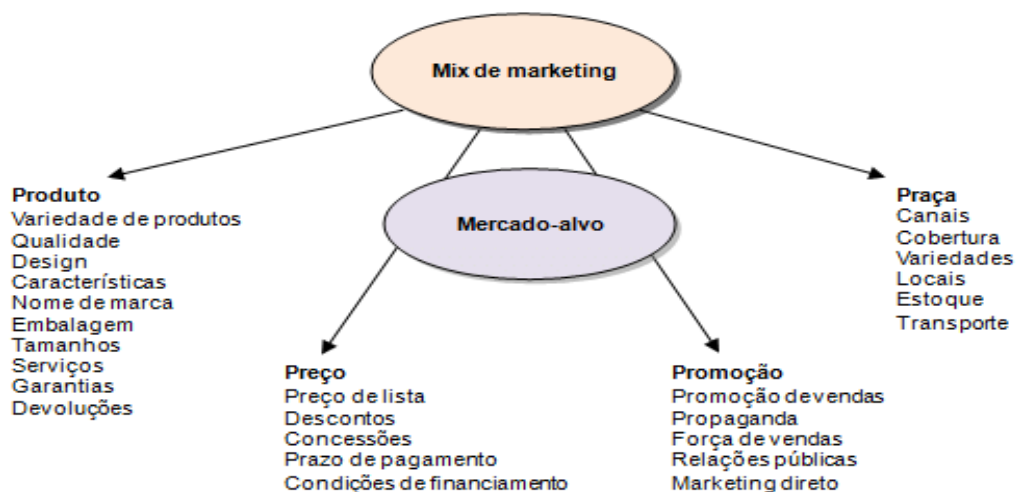 Mix de marketing
Mercado-alvo
Produto
Variedade de produtos
Qualidade
Design
Características
Nome de marca
Embalagem
Tamanhos
Serviços
Garantias
Devoluções
Preço
Preço de lista
Descontos
Concessões
Prazo de pagamento
Condições de financiamento
Promoção
Promoção de vendas
Propaganda
Força de vendas
Relações públicas
Marketing direto
Praça
Canais
Cobertura
Variedades
Locais
Estoque
Transporte